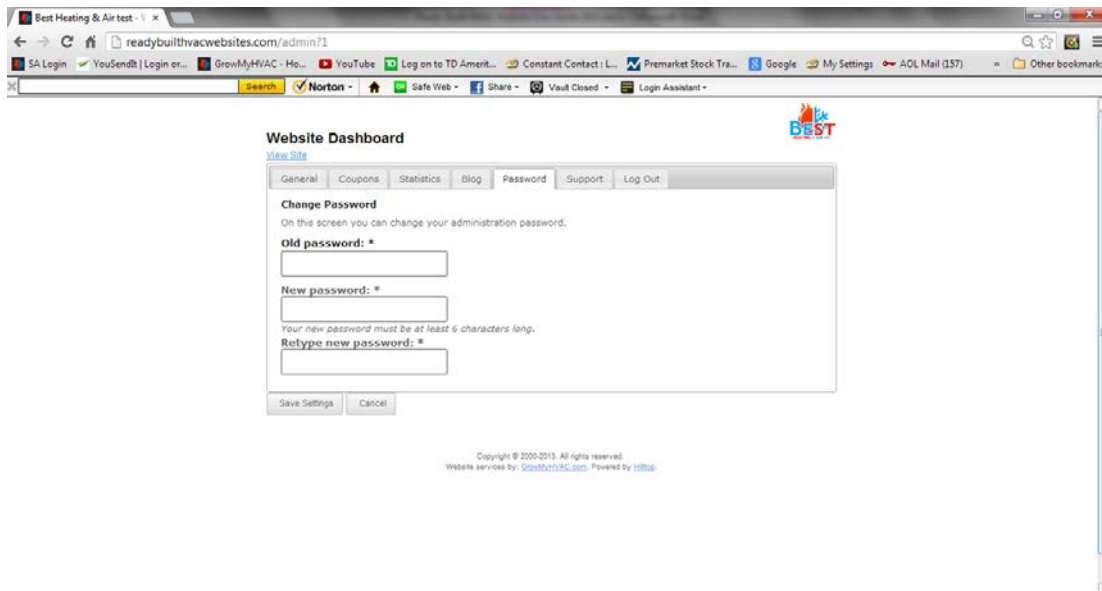 Best Heating & Air test - V
readybuilthvacwebsites.com/admin?1
SA Login YouSendIt | Login or... GrowMyHVAC - Ho... YouTube Log on to TD Amerit... Constant Contact : L... Premarket Stock Tra... Google My Settings AOL Mail (157) » Other bookmark
Search Norton - Safe Web - Share - Vault Closed - Login Assistant -
BEST
Website Dashboard
View Site
General Coupons Statistics Blog Password Support Log Out
Change Password
On this screen you can change your administration password.
Old password: *
New password: *
Your new password must be at least 6 characters long.
Retype new password: *
Save Settings Cancel
Copyright © 2000-2013. All rights reserved.
Website services by: GrowMyHVAC.com. Powered by Hilltop.